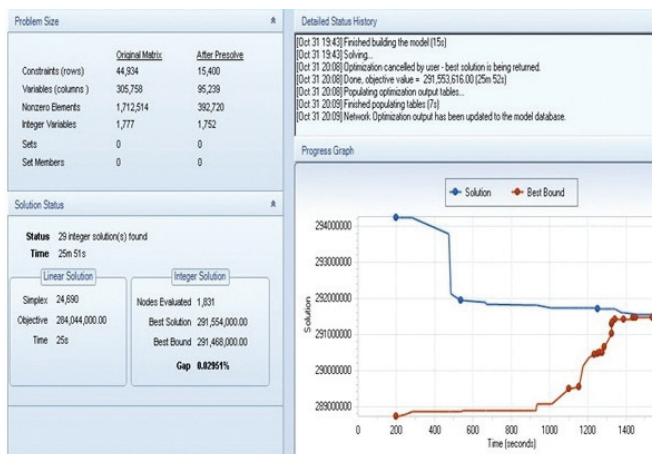 Problem Size
Original Matrix After Presolve
Constraints (rows) 44,934 15,400
Variables (columns ) 305,758 95,239
Nonzero Elements 1,712,514 392,720
Integer Variables 1,777 1,752
Sets 0 0
Set Members 0 0
Solution Status
Status 29 integer solution(s) found
Time 25m 51s
Linear Solution
Simplex 24,690
Objective 284,044,000.00
Time 25s
Integer Solution
Nodes Evaluated 1,831
Best Solution 291,554,000.00
Best Bound 291,468,000.00
Gap 0.02951%
Detailed Status History
[Oct 31 19:43] Finished building the model (15s)
[Oct 31 19:43] Solving...
[Oct 31 20:08] Optimization cancelled by user - best solution is being returned.
[Oct 31 20:08] Done, objective value = 291,553,616.00 (25m 52s)
[Oct 31 20:08] Populating optimization output tables...
[Oct 31 20:09] Finished populating tables (7s)
[Oct 31 20:09] Network Optimization output has been updated to the model database.
Progress Graph
Solution Best Bound
294000000
293000000
292000000
291000000
290000000
289000000
Solution
0 200 400 600 800 1000 1200 1400
Time (seconds)